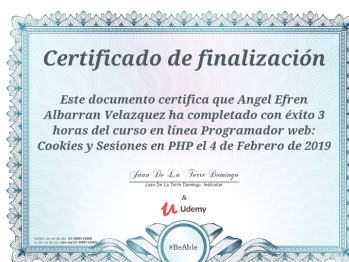 Certificado de finalización
Este documento certifica que Angel Efren
Albarran Velazquez ha completado con éxito 3
horas del curso en línea Programador web:
Cookies y Sesiones en PHP el 4 de Febrero de 2019
Juan De La Torre Domingo
Juan De La Torre Domingo, Instructor
&
Udemy
#BeAble